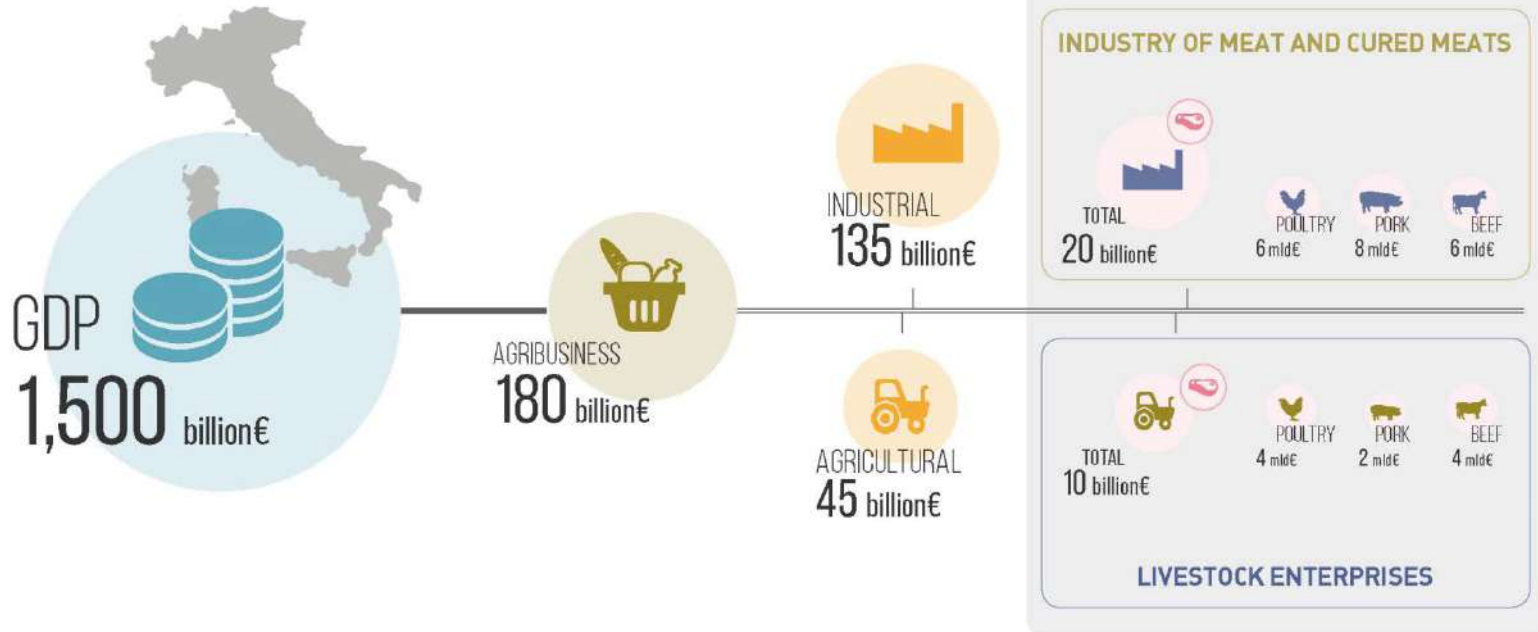 GDP
1,500 billion€
AGRIBUSINESS
180 billion€
INDUSTRIAL
135 billion€
AGRICULTURAL
45 billion€
INDUSTRY OF MEAT AND CURED MEATS
TOTAL
20 billion€
POULTRY
6 mld€
PORK
8 mld€
BEEF
6 mld€
TOTAL
10 billion€
POULTRY
4 mld€
PORK
2 mld€
BEEF
4 mld€
LIVESTOCK ENTERPRISES